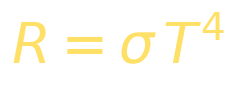 R = σT⁴